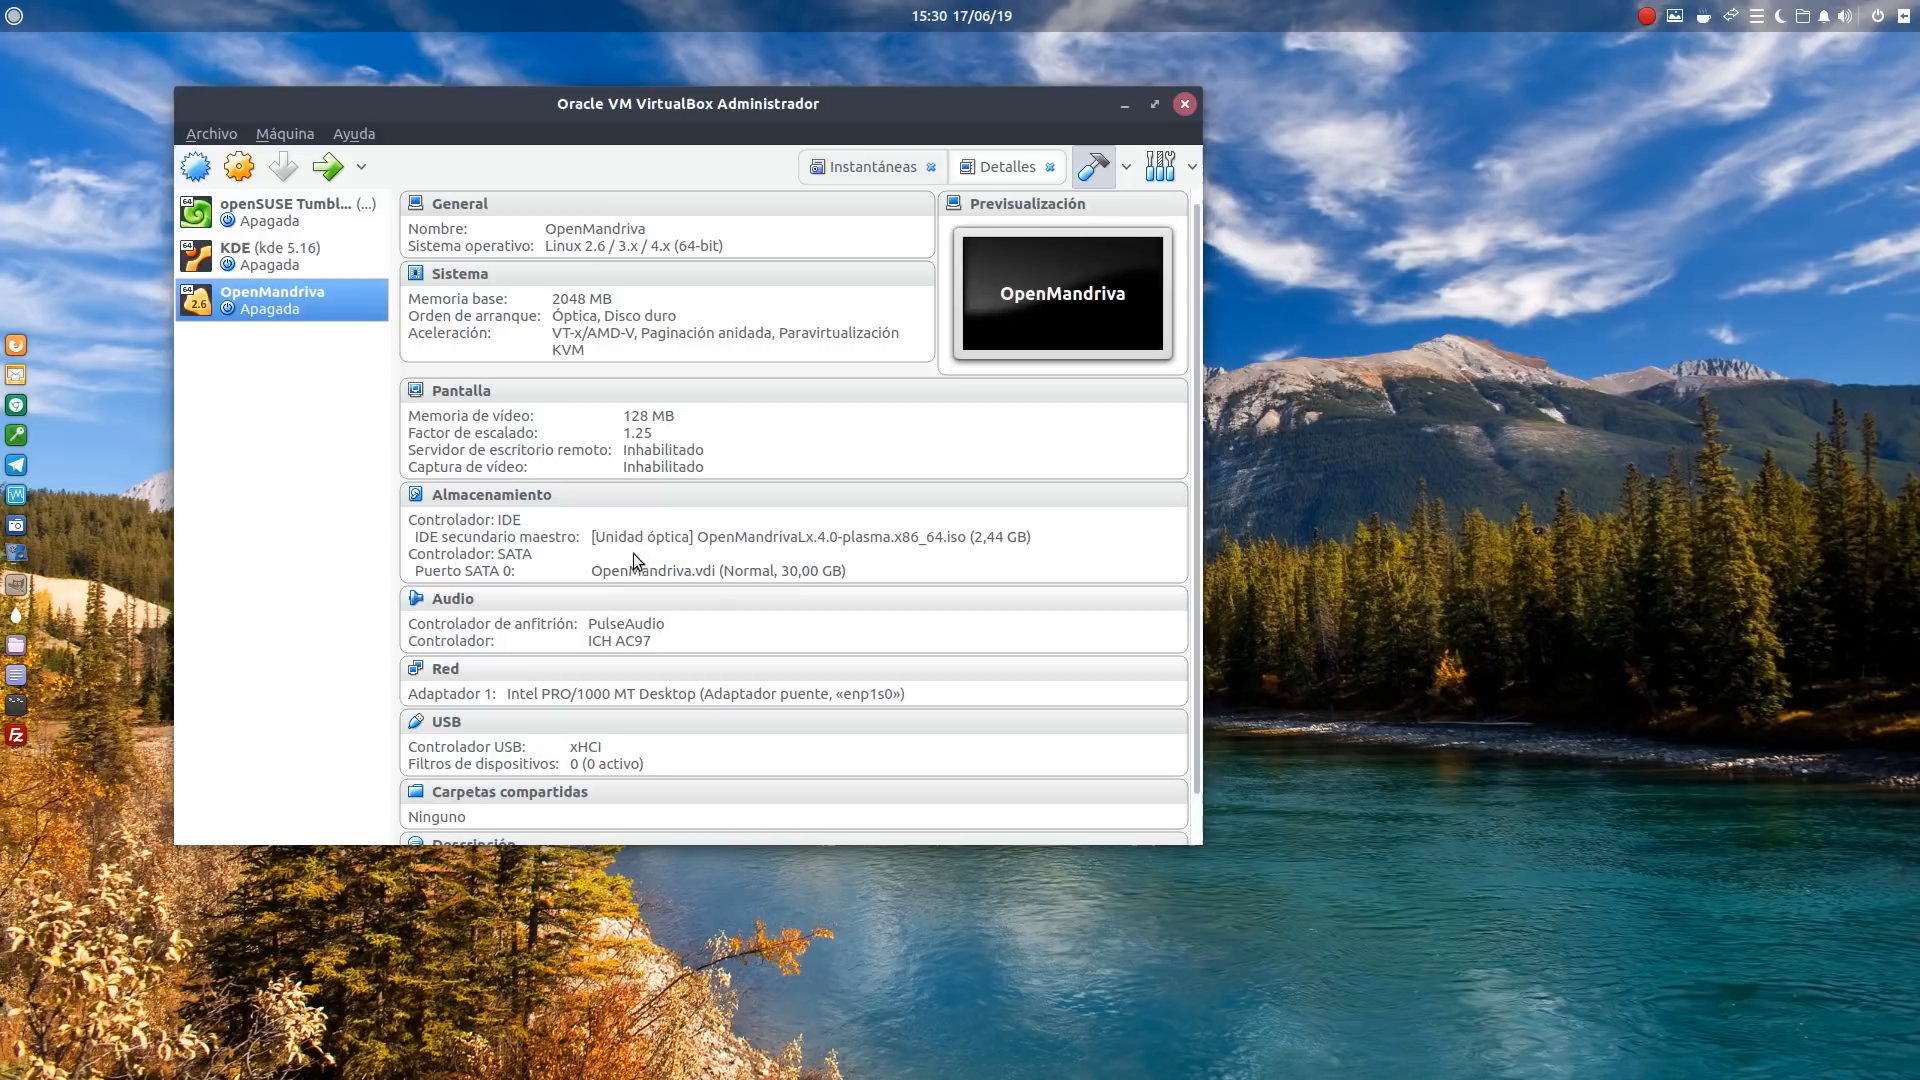 15:30 17/06/19
Oracle VM VirtualBox Administrador
Archivo Máquina Ayuda
Instantáneas Detalles
64 openSUSE Tumbl... (...)
Apagada
64 KDE (kde 5.16)
Apagada
64 2.6 OpenMandriva
Apagada
General
Nombre: OpenMandriva
Sistema operativo: Linux 2.6 / 3.x / 4.x (64-bit)
Sistema
Memoria base: 2048 MB
Orden de arranque: Óptica, Disco duro
Aceleración: VT-x/AMD-V, Paginación anidada, Paravirtualización
KVM
Previsualización
OpenMandriva
Pantalla
Memoria de vídeo: 128 MB
Factor de escalado: 1.25
Servidor de escritorio remoto: Inhabilitado
Captura de vídeo: Inhabilitado
Almacenamiento
Controlador: IDE
IDE secundario maestro: [Unidad óptica] OpenMandrivaLx.4.0-plasma.x86_64.iso (2,44 GB)
Controlador: SATA
Puerto SATA 0: OpenMandriva.vdi (Normal, 30,00 GB)
Audio
Controlador de anfitrión: PulseAudio
Controlador: ICH AC97
Red
Adaptador 1: Intel PRO/1000 MT Desktop (Adaptador puente, «enp1s0»)
USB
Controlador USB: xHCI
Filtros de dispositivos: 0 (0 activo)
Carpetas compartidas
Ninguno
Descripción
Fz